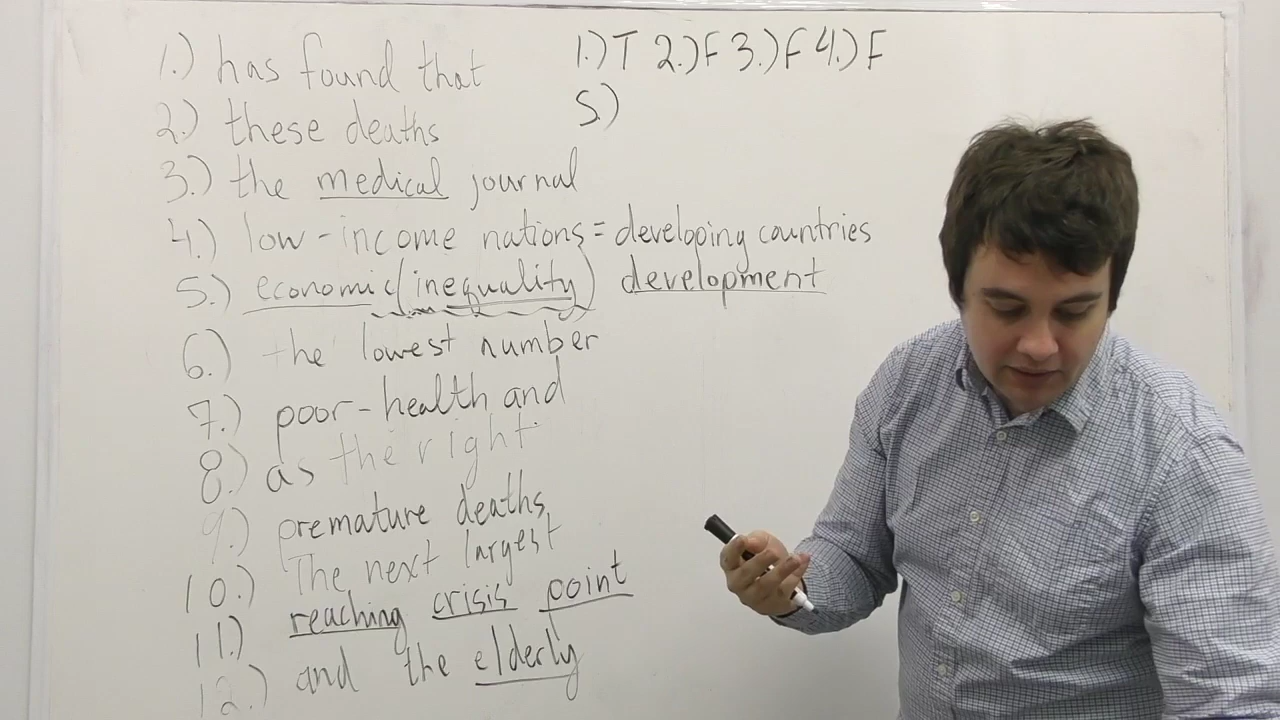 1.) has found that
2.) these deaths
3.) the medical journal
4.) low-income nations = developing countries
5.) economic (inequality) development
6.) the lowest number
7.) poor-health and
8.) as the right
9.) premature deaths
10.) The next largest
11.) reaching crisis point
12.) and the elderly
1.) T 2.) F 3.) F 4.) F
5.)